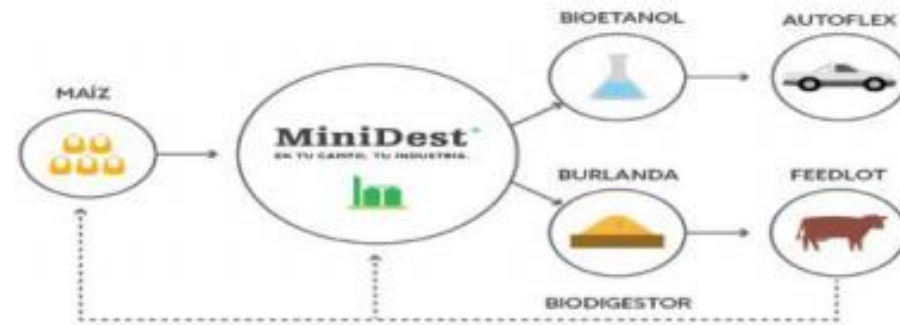 BIOETANOL
AUTOFLEX
MAÍZ
MiniDest
EN TU CAMPO, TU INDUSTRIA.
BURLANDA
FEEDLOT
BIODIGESTOR